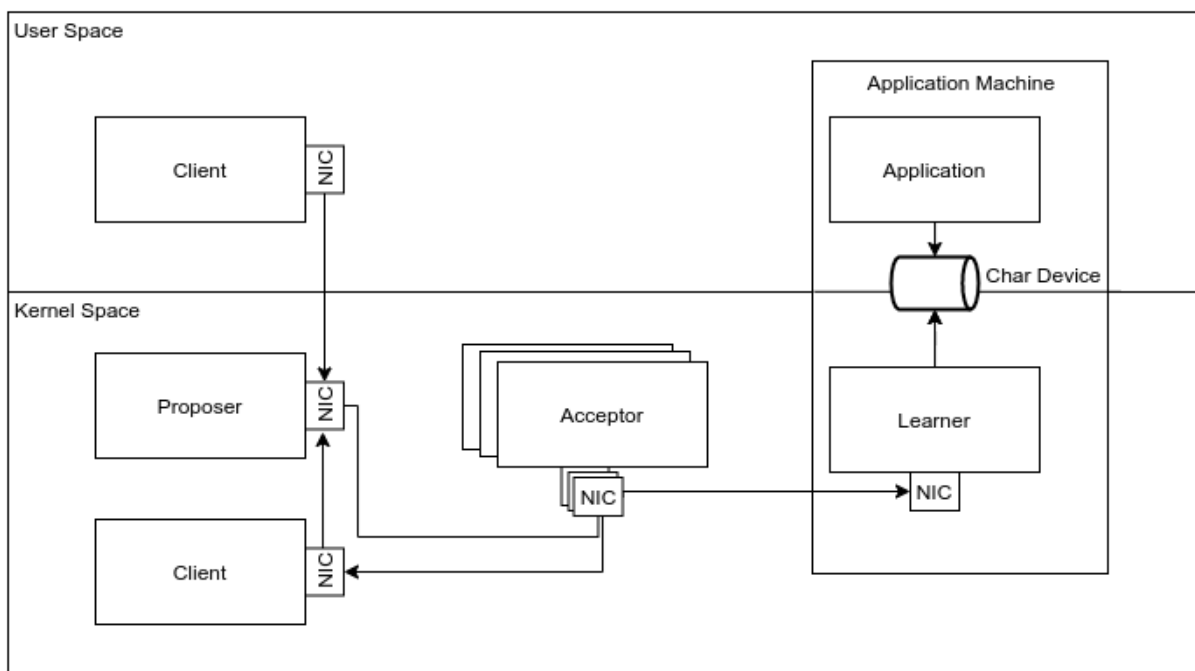 User Space
Application Machine
Client
NIC
Application
Char Device
Kernel Space
Proposer
NIC
Acceptor
Learner
NIC
NIC
Client
NIC